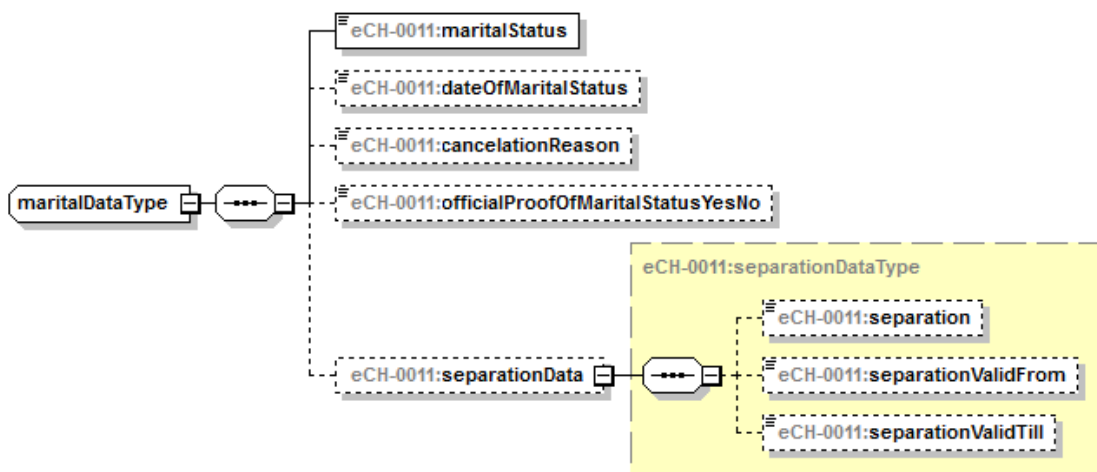 eCH-0011:maritalStatus
eCH-0011:dateOfMaritalStatus
eCH-0011:cancelationReason
maritalDataType
eCH-0011:officialProofOfMaritalStatusYesNo
eCH-0011:separationDataType
eCH-0011:separation
eCH-0011:separationData
eCH-0011:separationValidFrom
eCH-0011:separationValidTill